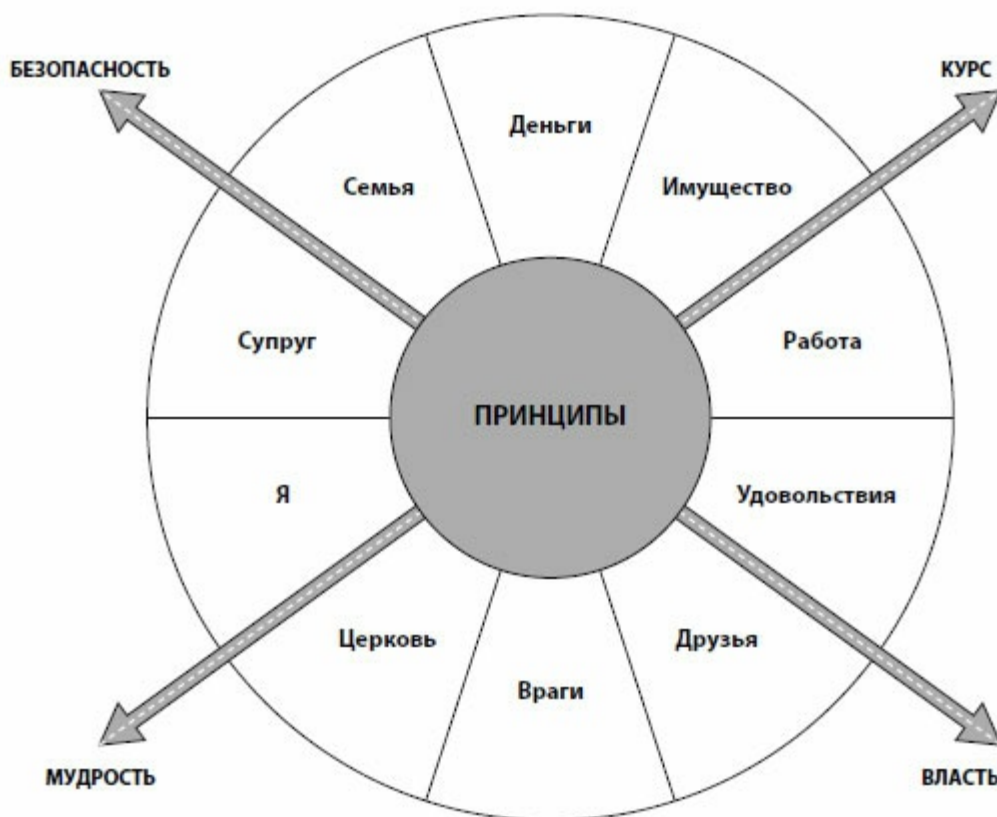 БЕЗОПАСНОСТЬ
КУРС
Деньги
Семья
Имущество
Супруг
Работа
ПРИНЦИПЫ
Я
Удовольствия
Церковь
Друзья
Враги
МУДРОСТЬ
ВЛАСТЬ